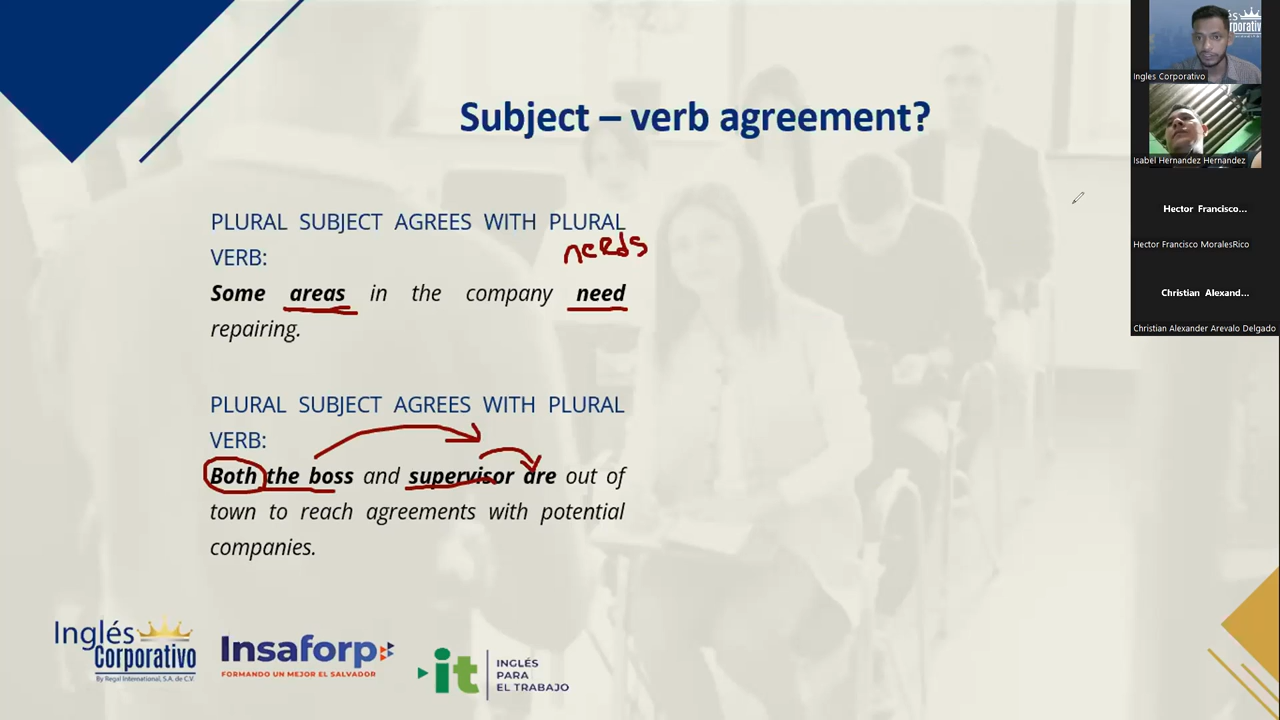 Subject – verb agreement?
PLURAL SUBJECT AGREES WITH PLURAL
VERB:
needs
Some areas in the company need
repairing.
PLURAL SUBJECT AGREES WITH PLURAL
VERB:
Both the boss and supervisor are out of
town to reach agreements with potential
companies.
Inglés
Corporativo
By Regal International, S.A. de C.V.
Insaforp
FORMANDO UN MEJOR EL SALVADOR
it
INGLÉS
PARA
EL TRABAJO
Ingles Corporativo
Isabel Hernandez Hernandez
Hector Francisco...
Hector Francisco MoralesRico
Christian Alexand...
Christian Alexander Arevalo Delgado